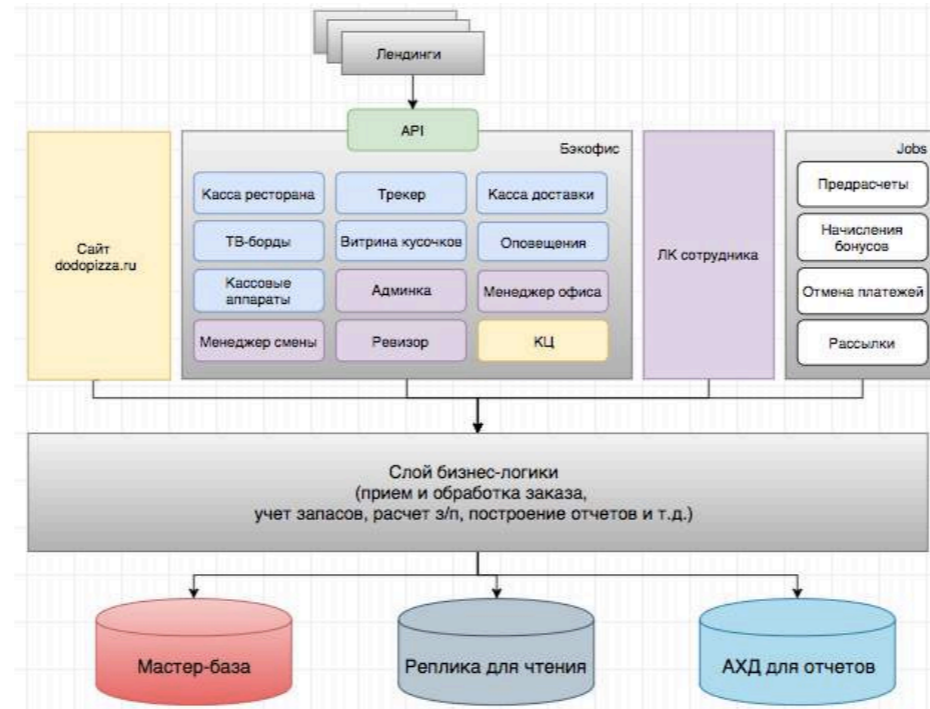 Лендинги
API
Бэкофис
Jobs
Сайт
dodopizza.ru
Касса ресторана
Трекер
Касса доставки
ТВ-борды
Витрина кусочков
Оповещения
Кассовые
аппараты
Админка
Менеджер офиса
Менеджер смены
Ревизор
КЦ
ЛК сотрудника
Предрасчеты
Начисления
бонусов
Отмена платежей
Рассылки
Слой бизнес-логики
(прием и обработка заказа,
учет запасов, расчет з/п, построение отчетов и т.д.)
Мастер-база
Реплика для чтения
АХД для отчетов